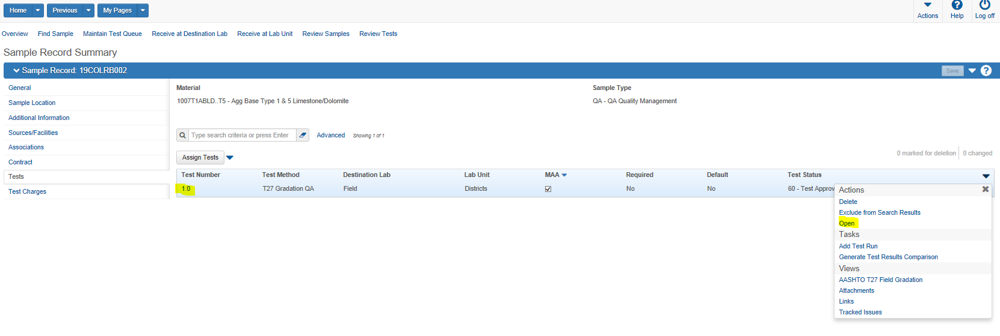 Home Previous My Pages Actions Help Log off
Overview Find Sample Maintain Test Queue Receive at Destination Lab Receive at Lab Unit Review Samples Review Tests
Sample Record Summary
Sample Record: 19COLRB002 Save ?
General
Sample Location
Additional Information
Sources/Facilities
Associations
Contract
Tests
Test Charges
Material Sample Type
1007T1ABLD..T5 - Agg Base Type 1 & 5 Limestone/Dolomite QA - QA Quality Management
Type search criteria or press Enter Advanced Showing 1 of 1
Assign Tests 0 marked for deletion 0 changed
Test Number Test Method Destination Lab Lab Unit MAA Required Default Test Status
1.0 T27 Gradation QA Field Districts No No 60 - Test Approv
Actions
Delete
Exclude from Search Results
Open
Tasks
Add Test Run
Generate Test Results Comparison
Views
AASHTO T27 Field Gradation
Attachments
Links
Tracked Issues